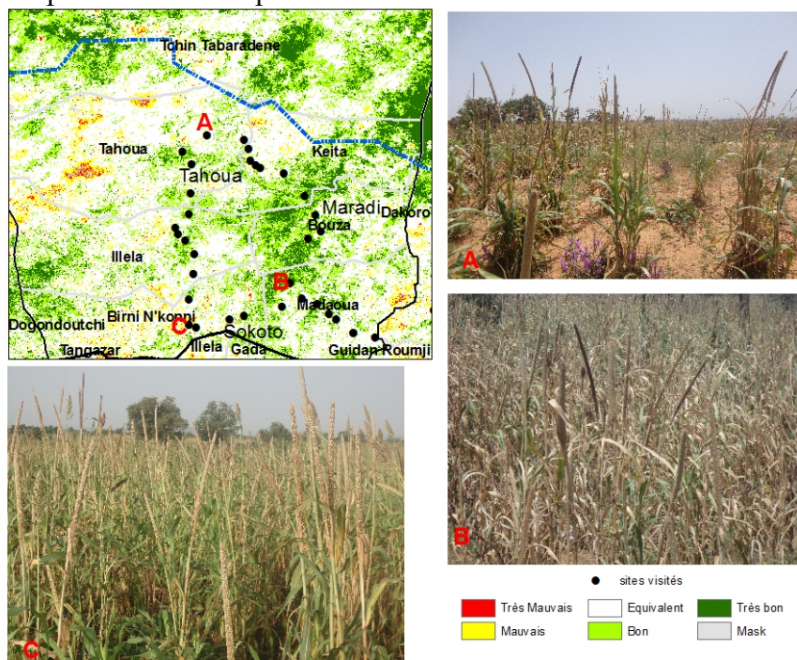 Tchin Tabaradene
A
Tahoua
Keita
Tahoua
Maradi
Dakoro
Bouza
Illela
B
Madaoua
Birni N'konni
Dogondoutchi
C
Sokoto
Tangazar
Illela
Gada
Guidan Roumji
A
B
C
sites visités
Très Mauvais
Equivalent
Très bon
Mauvais
Bon
Mask